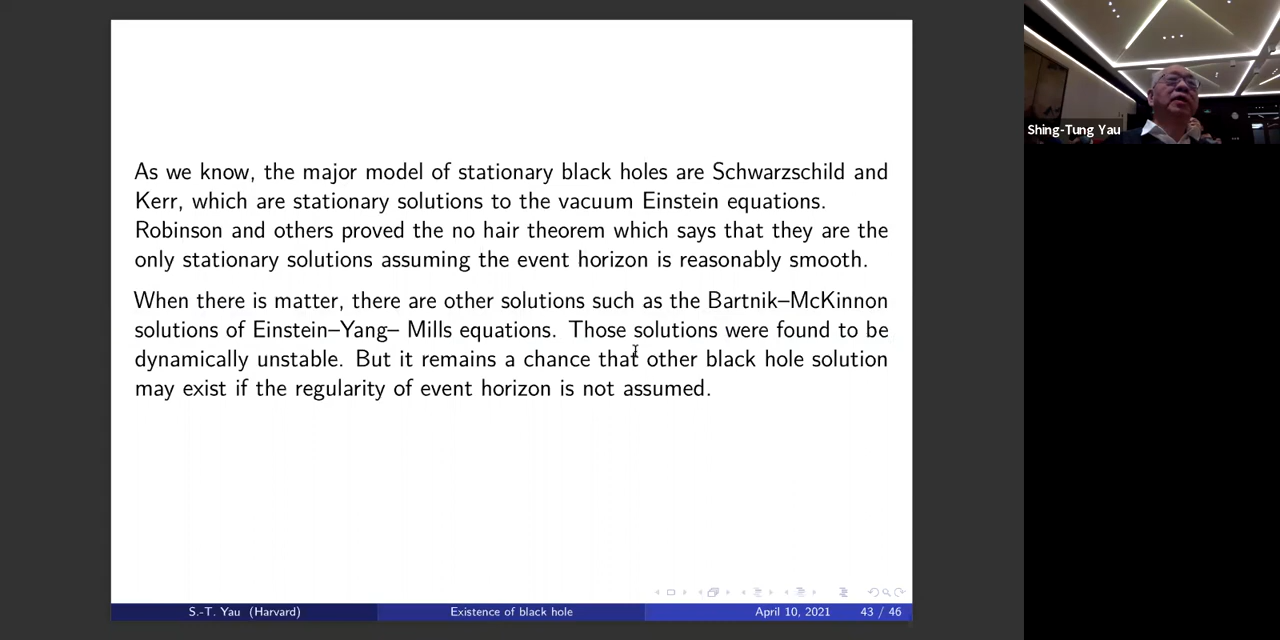 As we know, the major model of stationary black holes are Schwarzschild and
Kerr, which are stationary solutions to the vacuum Einstein equations.
Robinson and others proved the no hair theorem which says that they are the
only stationary solutions assuming the event horizon is reasonably smooth.
When there is matter, there are other solutions such as the Bartnik–McKinnon
solutions of Einstein–Yang– Mills equations. Those solutions were found to be
dynamically unstable. But it remains a chance that other black hole solution
may exist if the regularity of event horizon is not assumed.
S.-T. Yau (Harvard) Existence of black hole April 10, 2021 43 / 46
Shing-Tung Yau